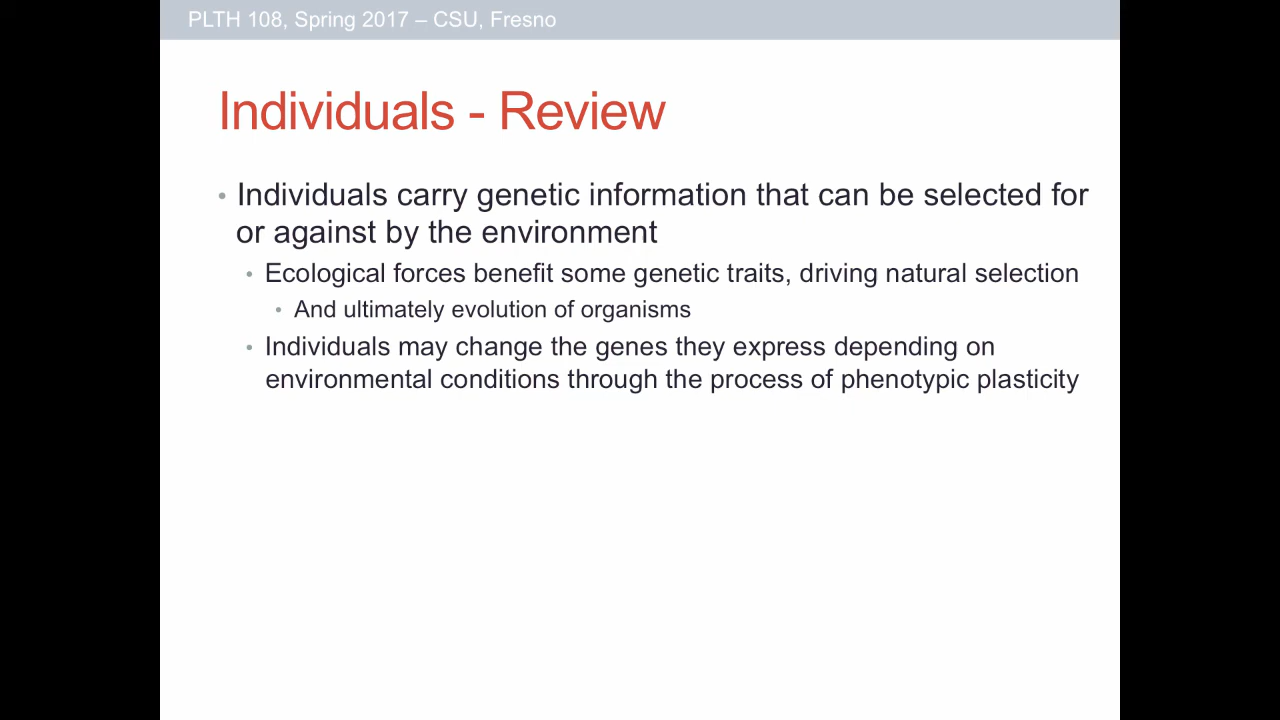 PLTH 108, Spring 2017 – CSU, Fresno
Individuals - Review
• Individuals carry genetic information that can be selected for
or against by the environment
• Ecological forces benefit some genetic traits, driving natural selection
• And ultimately evolution of organisms
• Individuals may change the genes they express depending on
environmental conditions through the process of phenotypic plasticity